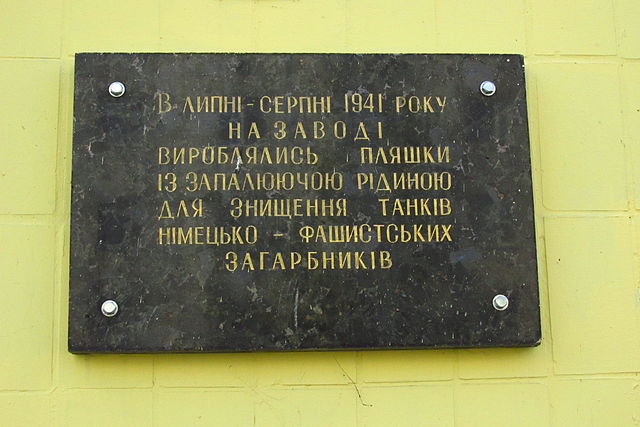 В ЛИПНІ - СЕРПНІ 1941 РОКУ
НА ЗАВОДІ
ВИРОБЛЯЛИСЬ ПЛЯШКИ
ІЗ ЗАПАЛЮЮЧОЮ РІДИНОЮ
ДЛЯ ЗНИЩЕННЯ ТАНКІВ
НІМЕЦЬКО - ФАШИСТСЬКИХ
ЗАГАРБНИКІВ